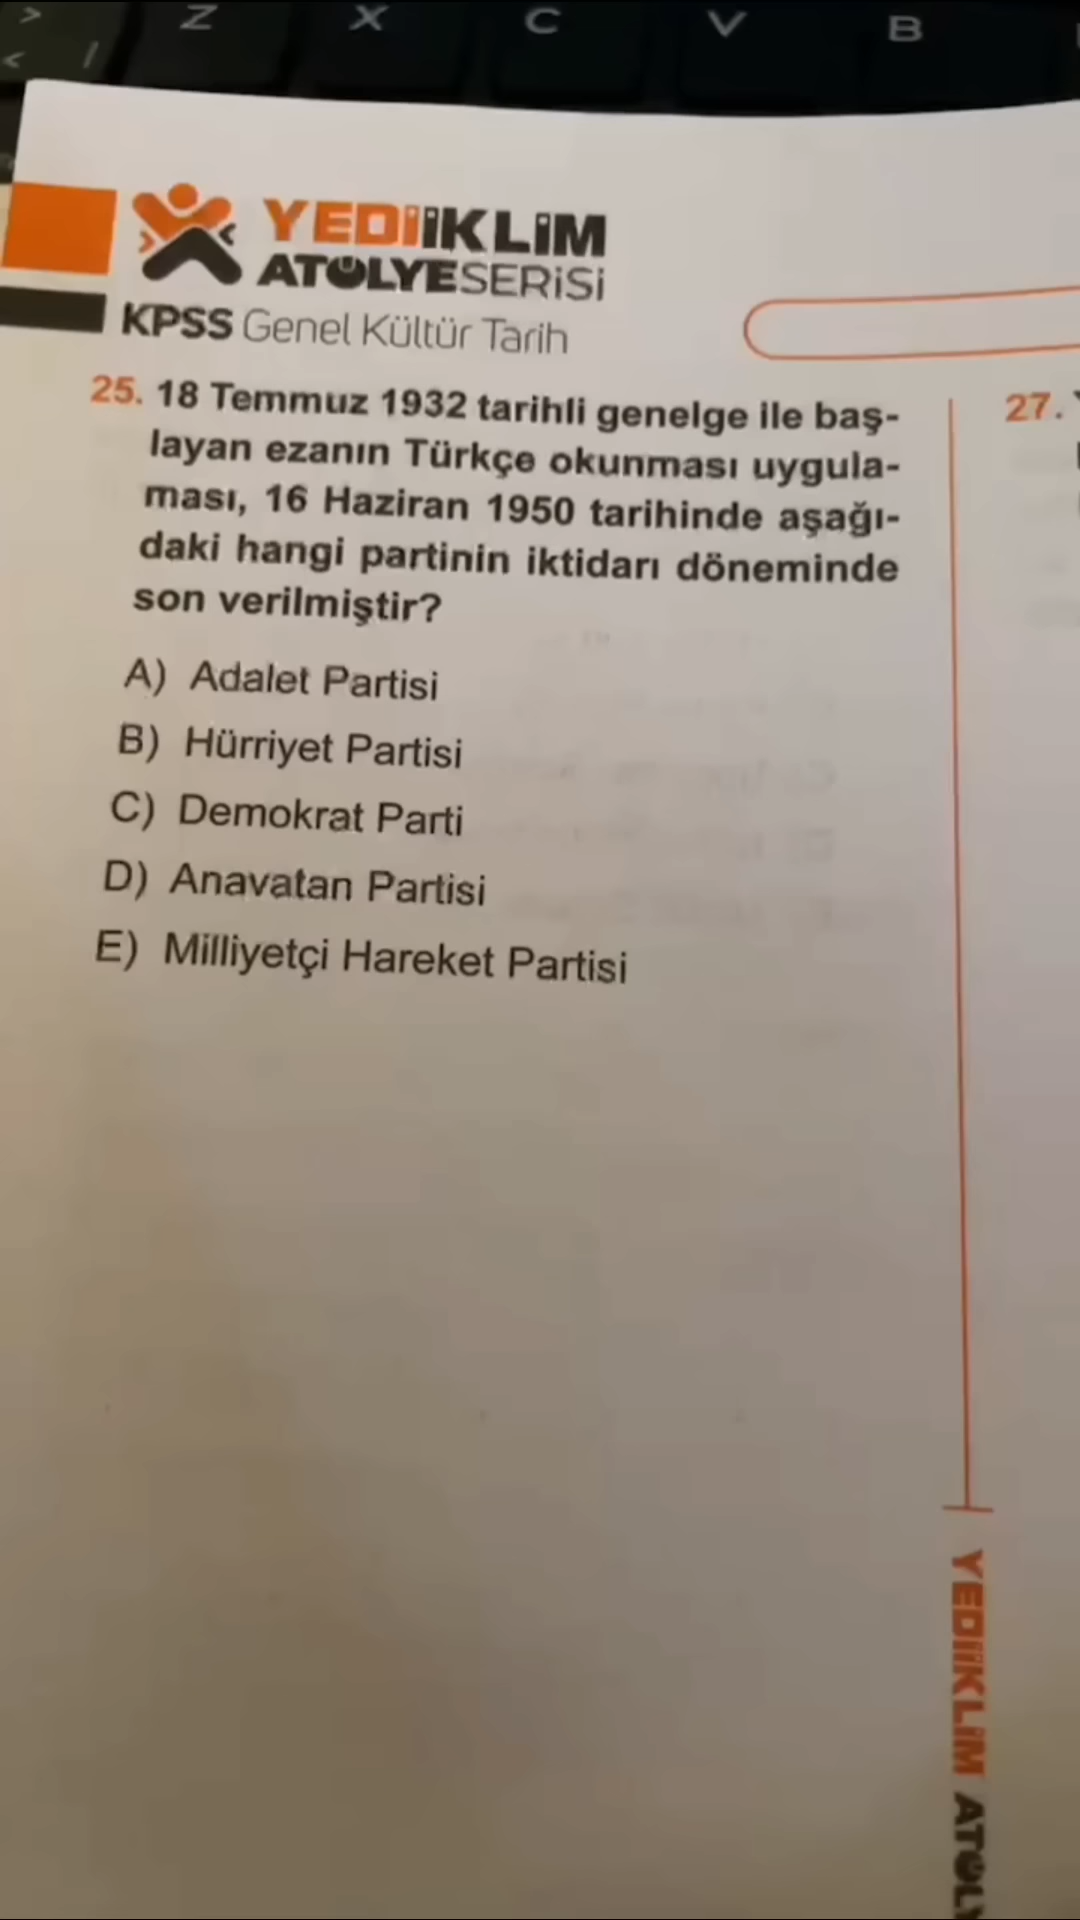 Z X C V B
YEDİİKLİM
ATÖLYESERİSİ
KPSS Genel Kültür Tarih
25. 18 Temmuz 1932 tarihli genelge ile baş-
layan ezanın Türkçe okunması uygula-
ması, 16 Haziran 1950 tarihinde aşağı-
daki hangi partinin iktidarı döneminde
son verilmiştir?
A) Adalet Partisi
B) Hürriyet Partisi
C) Demokrat Parti
D) Anavatan Partisi
E) Milliyetçi Hareket Partisi
27.
YEDİİKLİM ATÖLY